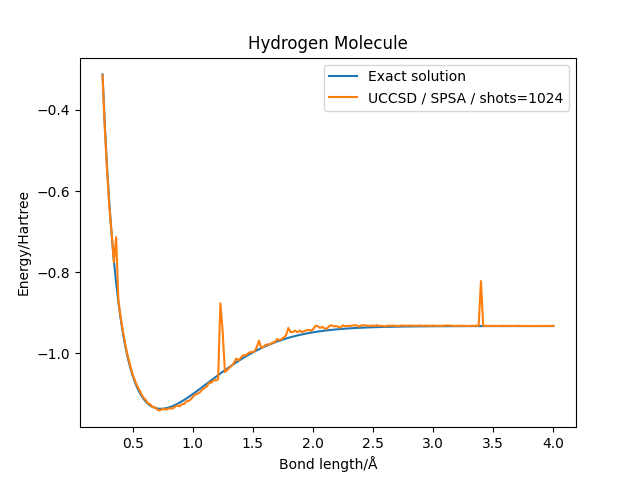 Hydrogen Molecule
Exact solution
UCCSD / SPSA / shots=1024
Energy/Hartree
−0.4
−0.6
−0.8
−1.0
0.5 1.0 1.5 2.0 2.5 3.0 3.5 4.0
Bond length/Å